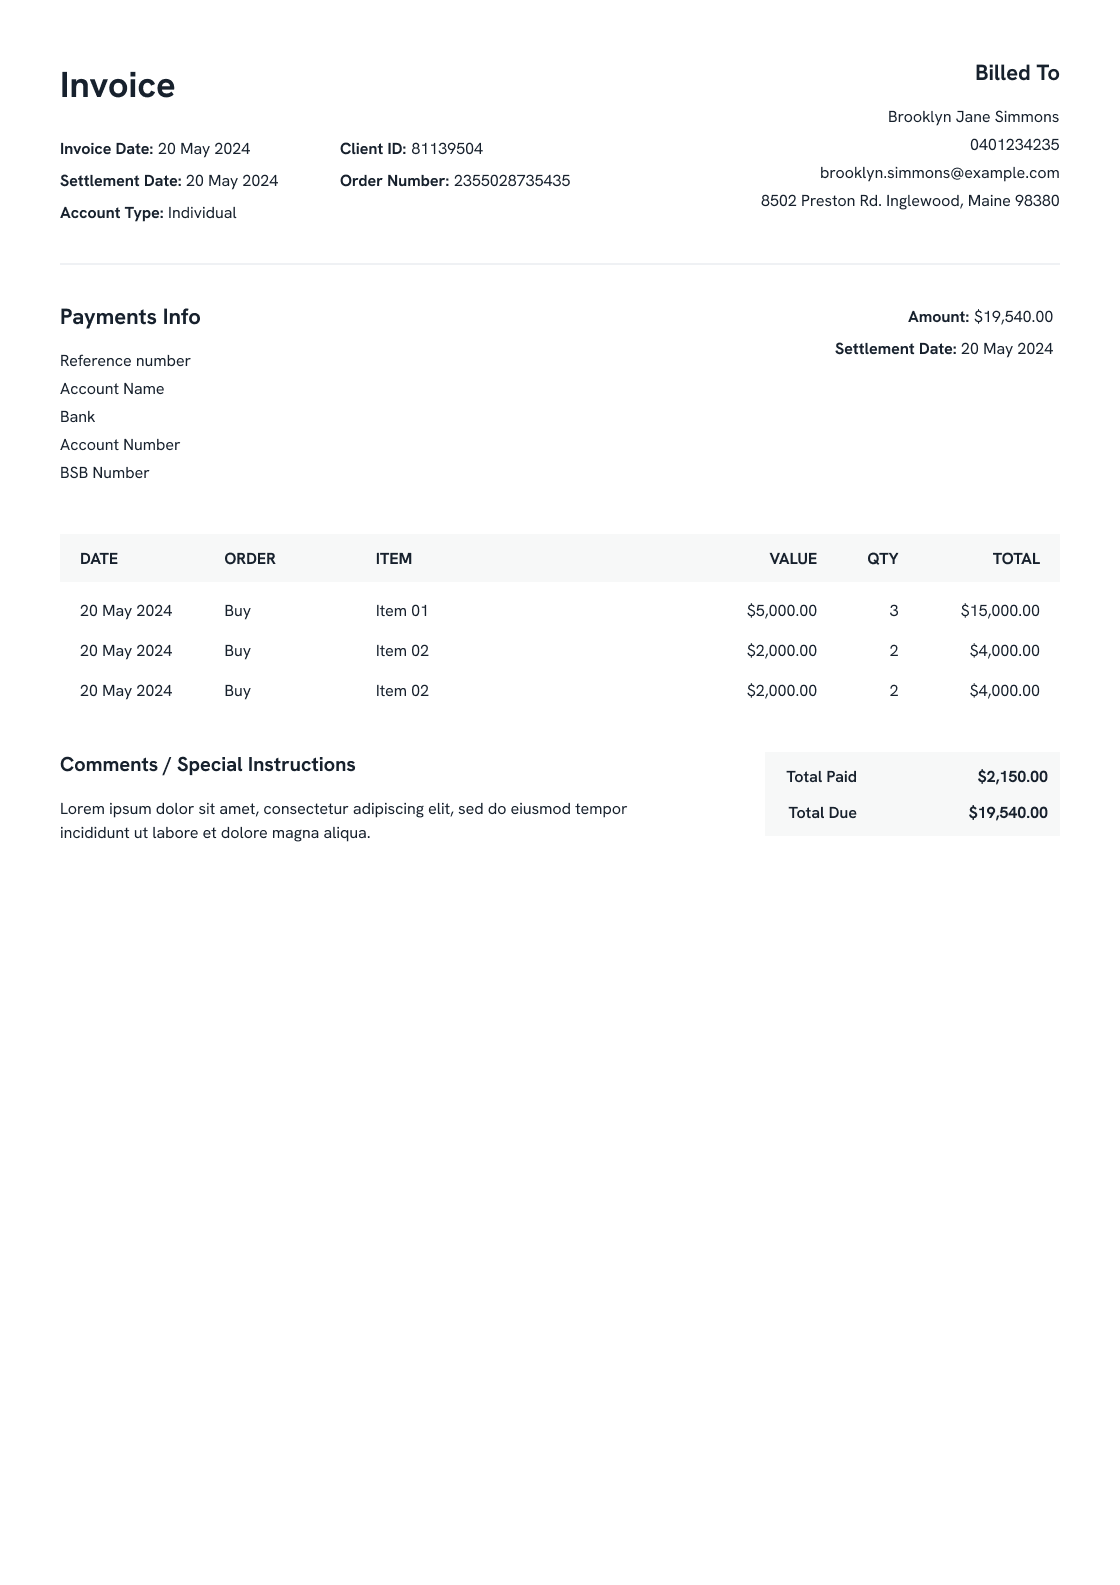 Invoice
Invoice Date: 20 May 2024
Settlement Date: 20 May 2024
Account Type: Individual
Client ID: 81139504
Order Number: 2355028735435
Billed To
Brooklyn Jane Simmons
0401234235
brooklyn.simmons@example.com
8502 Preston Rd. Inglewood, Maine 98380
Payments Info
Reference number
Account Name
Bank
Account Number
BSB Number
Amount: $19,540.00
Settlement Date: 20 May 2024
DATE ORDER ITEM VALUE QTY TOTAL
20 May 2024 Buy Item 01 $5,000.00 3 $15,000.00
20 May 2024 Buy Item 02 $2,000.00 2 $4,000.00
20 May 2024 Buy Item 02 $2,000.00 2 $4,000.00
Comments / Special Instructions
Lorem ipsum dolor sit amet, consectetur adipiscing elit, sed do eiusmod tempor
incididunt ut labore et dolore magna aliqua.
Total Paid $2,150.00
Total Due $19,540.00